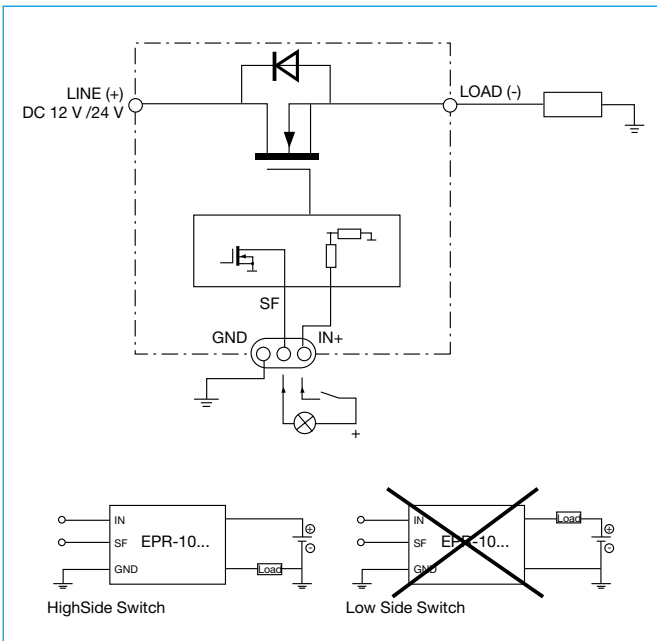 LINE (+)
DC 12 V /24 V
LOAD (-)
SF
GND
IN+
+
IN
SF
GND
EPR-10...
+
-
Load
HighSide Switch
IN
SF
GND
EPR-10...
Load
+
-
Low Side Switch